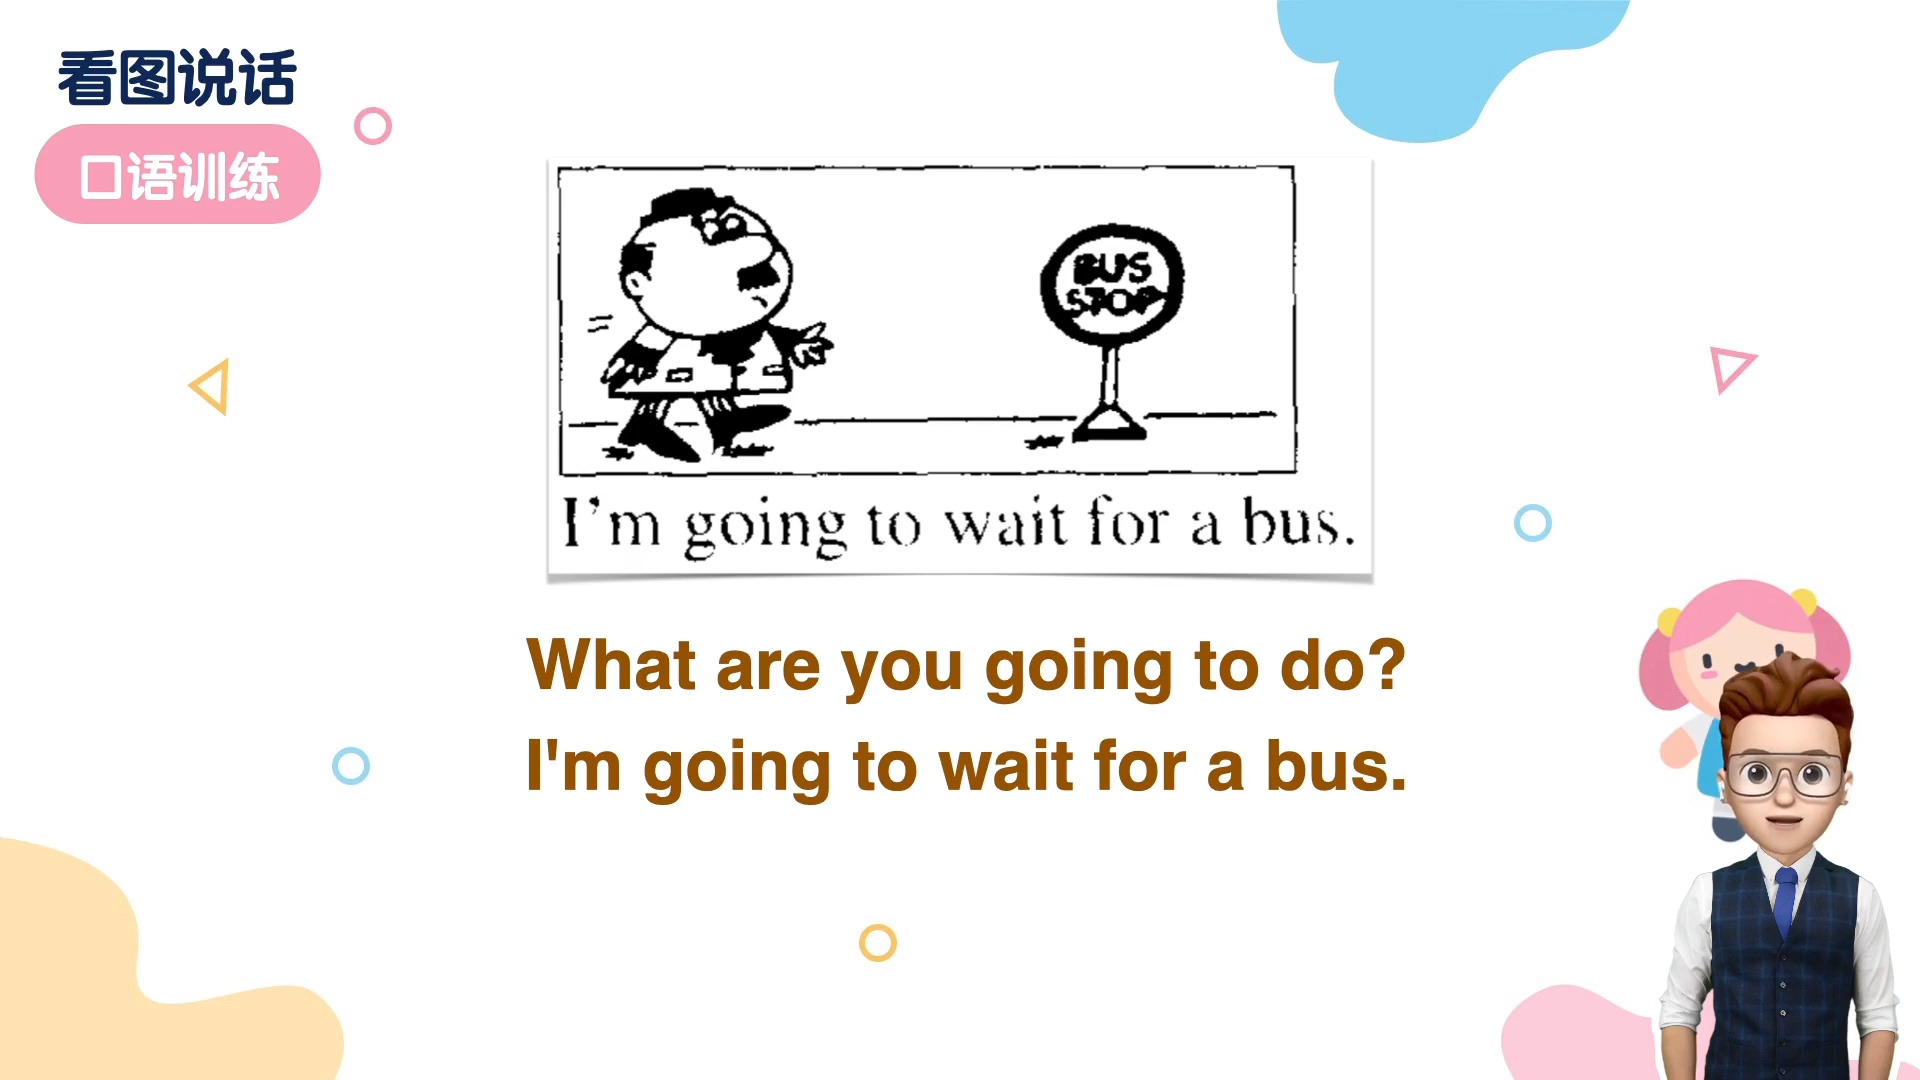 看图说话
口语训练
BUS
STOP
I'm going to wait for a bus.
What are you going to do?
I'm going to wait for a bus.